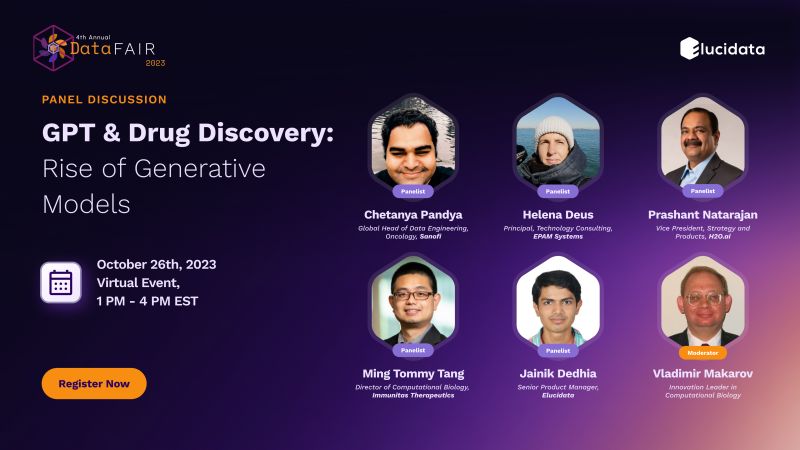 4th Annual
DataFAIR
2023
Elucidata
PANEL DISCUSSION
GPT & Drug Discovery:
Rise of Generative
Models
October 26th, 2023
Virtual Event,
1 PM - 4 PM EST
Register Now
Panelist
Chetanya Pandya
Global Head of Data Engineering,
Oncology, Sanofi
Panelist
Helena Deus
Principal, Technology Consulting,
EPAM Systems
Panelist
Prashant Natarajan
Vice President, Strategy and
Products, H2O.ai
Panelist
Ming Tommy Tang
Director of Computational Biology,
Immunitas Therapeutics
Panelist
Jainik Dedhia
Senior Product Manager,
Elucidata
Moderator
Vladimir Makarov
Innovation Leader in
Computational Biology